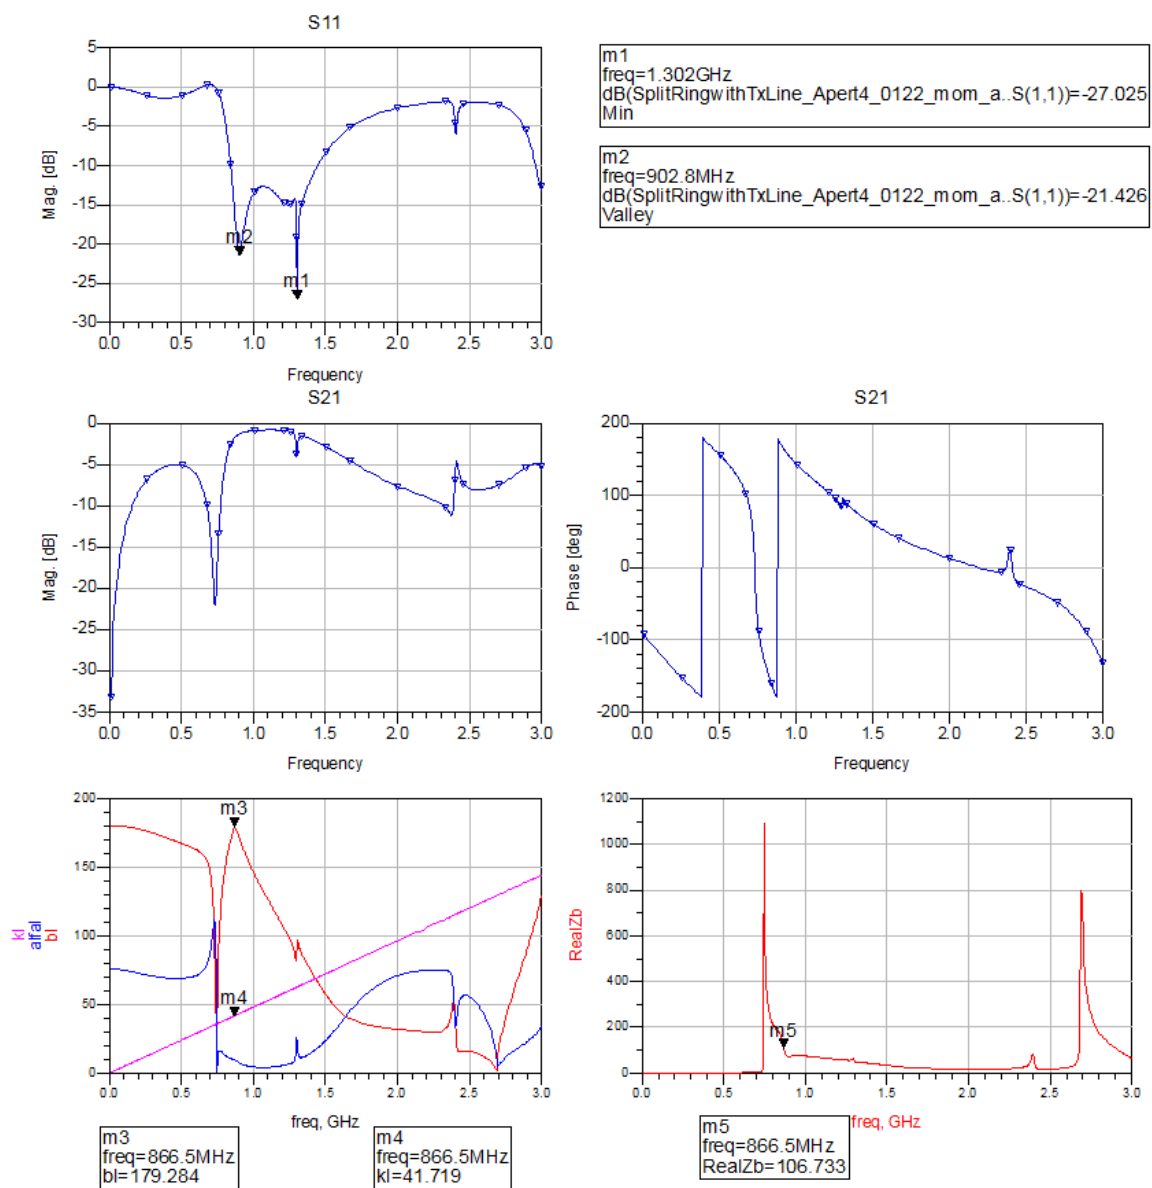 S11
5
0
-5
-10
-15
-20
-25
-30
Mag. [dB]
m2
m1
0.0 0.5 1.0 1.5 2.0 2.5 3.0
Frequency
m1
freq=1.302GHz
dB(SplitRingwithTxLine_Apert4_0122_mom_a..S(1,1))=-27.025
Min
m2
freq=902.8MHz
dB(SplitRingwithTxLine_Apert4_0122_mom_a..S(1,1))=-21.426
Valley
S21
0
-5
-10
-15
-20
-25
-30
-35
Mag. [dB]
0.0 0.5 1.0 1.5 2.0 2.5 3.0
Frequency
S21
200
100
0
-100
-200
Phase [deg]
0.0 0.5 1.0 1.5 2.0 2.5 3.0
Frequency
200
150
100
50
0
kl
alfal
bl
m3
m4
0.0 0.5 1.0 1.5 2.0 2.5 3.0
freq, GHz
m3
freq=866.5MHz
bl=179.284
m4
freq=866.5MHz
kl=41.719
1200
1000
800
600
400
200
0
RealZb
m5
0.0 0.5 1.0 1.5 2.0 2.5 3.0
freq, GHz
m5
freq=866.5MHz
RealZb=106.733